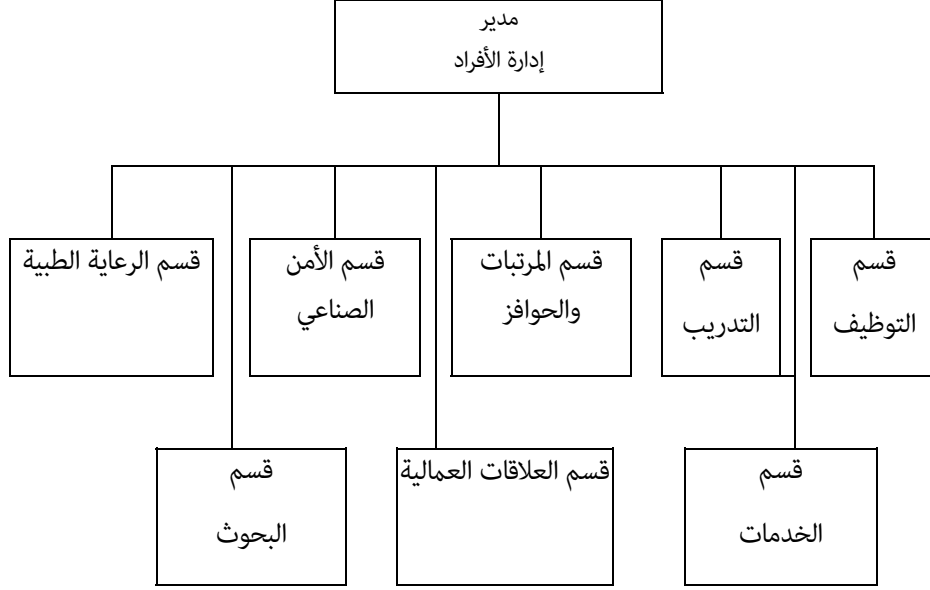 مدير
إدارة الأفراد
قسم
التوظيف
قسم
التدريب
قسم المرتبات
والحوافز
قسم الأمن
الصناعي
قسم الرعاية الطبية
قسم
الخدمات
قسم العلاقات العمالية
قسم
البحوث